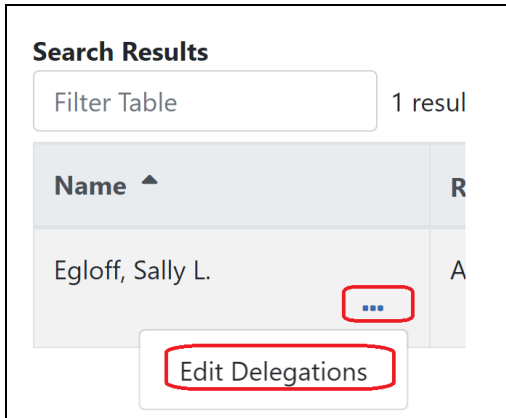 Search Results
Filter Table 1 resul
Name R
Egloff, Sally L. A
...
Edit Delegations